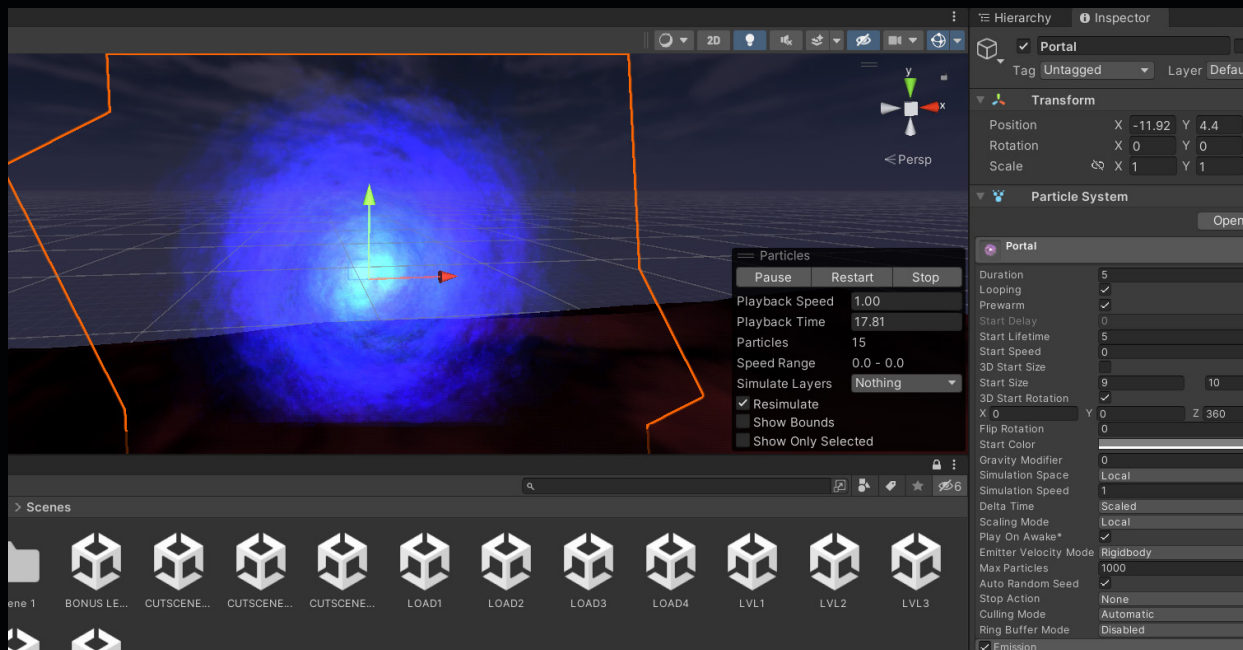 Hierarchy Inspector
2D
Portal
Tag Untagged Layer
y
x
Persp
Transform
Position X -11.92 Y 4.4
Rotation X 0 Y 0
Scale X 1 Y 1
Particle System
Open
Portal
Particles
Pause Restart Stop
Playback Speed 1.00
Playback Time 17.81
Particles 15
Speed Range 0.0 - 0.0
Simulate Layers Nothing
Resimulate
Show Bounds
Show Only Selected
Duration 5
Looping
Prewarm
Start Delay 0
Start Lifetime 5
Start Speed 0
3D Start Size
Start Size 9 10
3D Start Rotation
X 0 Y 0 Z 360
Flip Rotation 0
Start Color
Gravity Modifier 0
Simulation Space Local
Simulation Speed 1
Delta Time Scaled
Scaling Mode Local
Play On Awake*
Emitter Velocity Mode Rigidbody
Max Particles 1000
Auto Random Seed
Stop Action None
Culling Mode Automatic
Ring Buffer Mode Disabled
Emission
6
> Scenes
ene 1 BONUS LE... CUTSCENE... CUTSCENE... CUTSCENE... LOAD1 LOAD2 LOAD3 LOAD4 LVL1 LVL2 LVL3